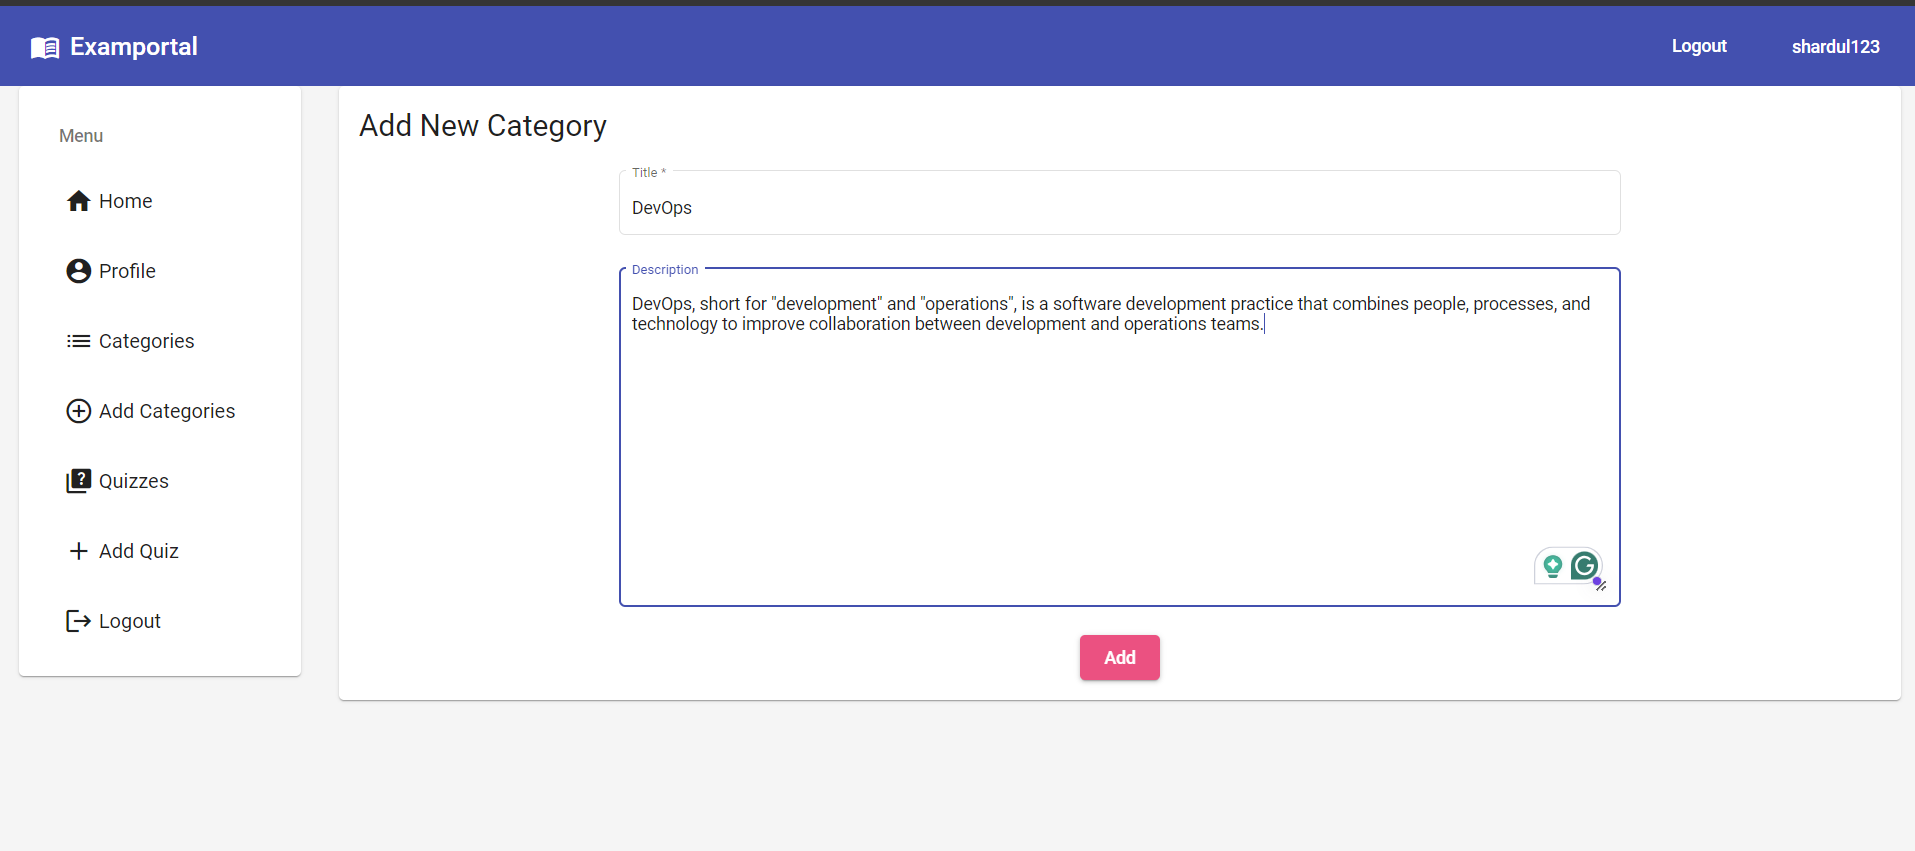 Examportal
Logout
shardul123
Menu
Home
Profile
Categories
Add Categories
Quizzes
Add Quiz
Logout
Add New Category
Title *
DevOps
Description
DevOps, short for "development" and "operations", is a software development practice that combines people, processes, and
technology to improve collaboration between development and operations teams.
Add